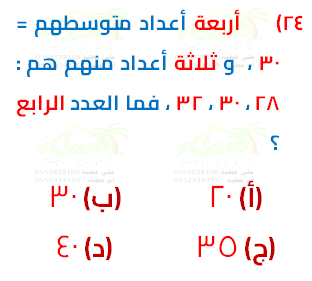 ٢٤) أربعة أعداد متوسطهم =
٣٠ ، و ثلاثة أعداد منهم هم :
٢٨ ، ٣٠ ، ٣٢ ، فما العدد الرابع
؟
(أ) ٢٠ (ب) ٣٠
(ج) ٣٥ (د) ٤٠